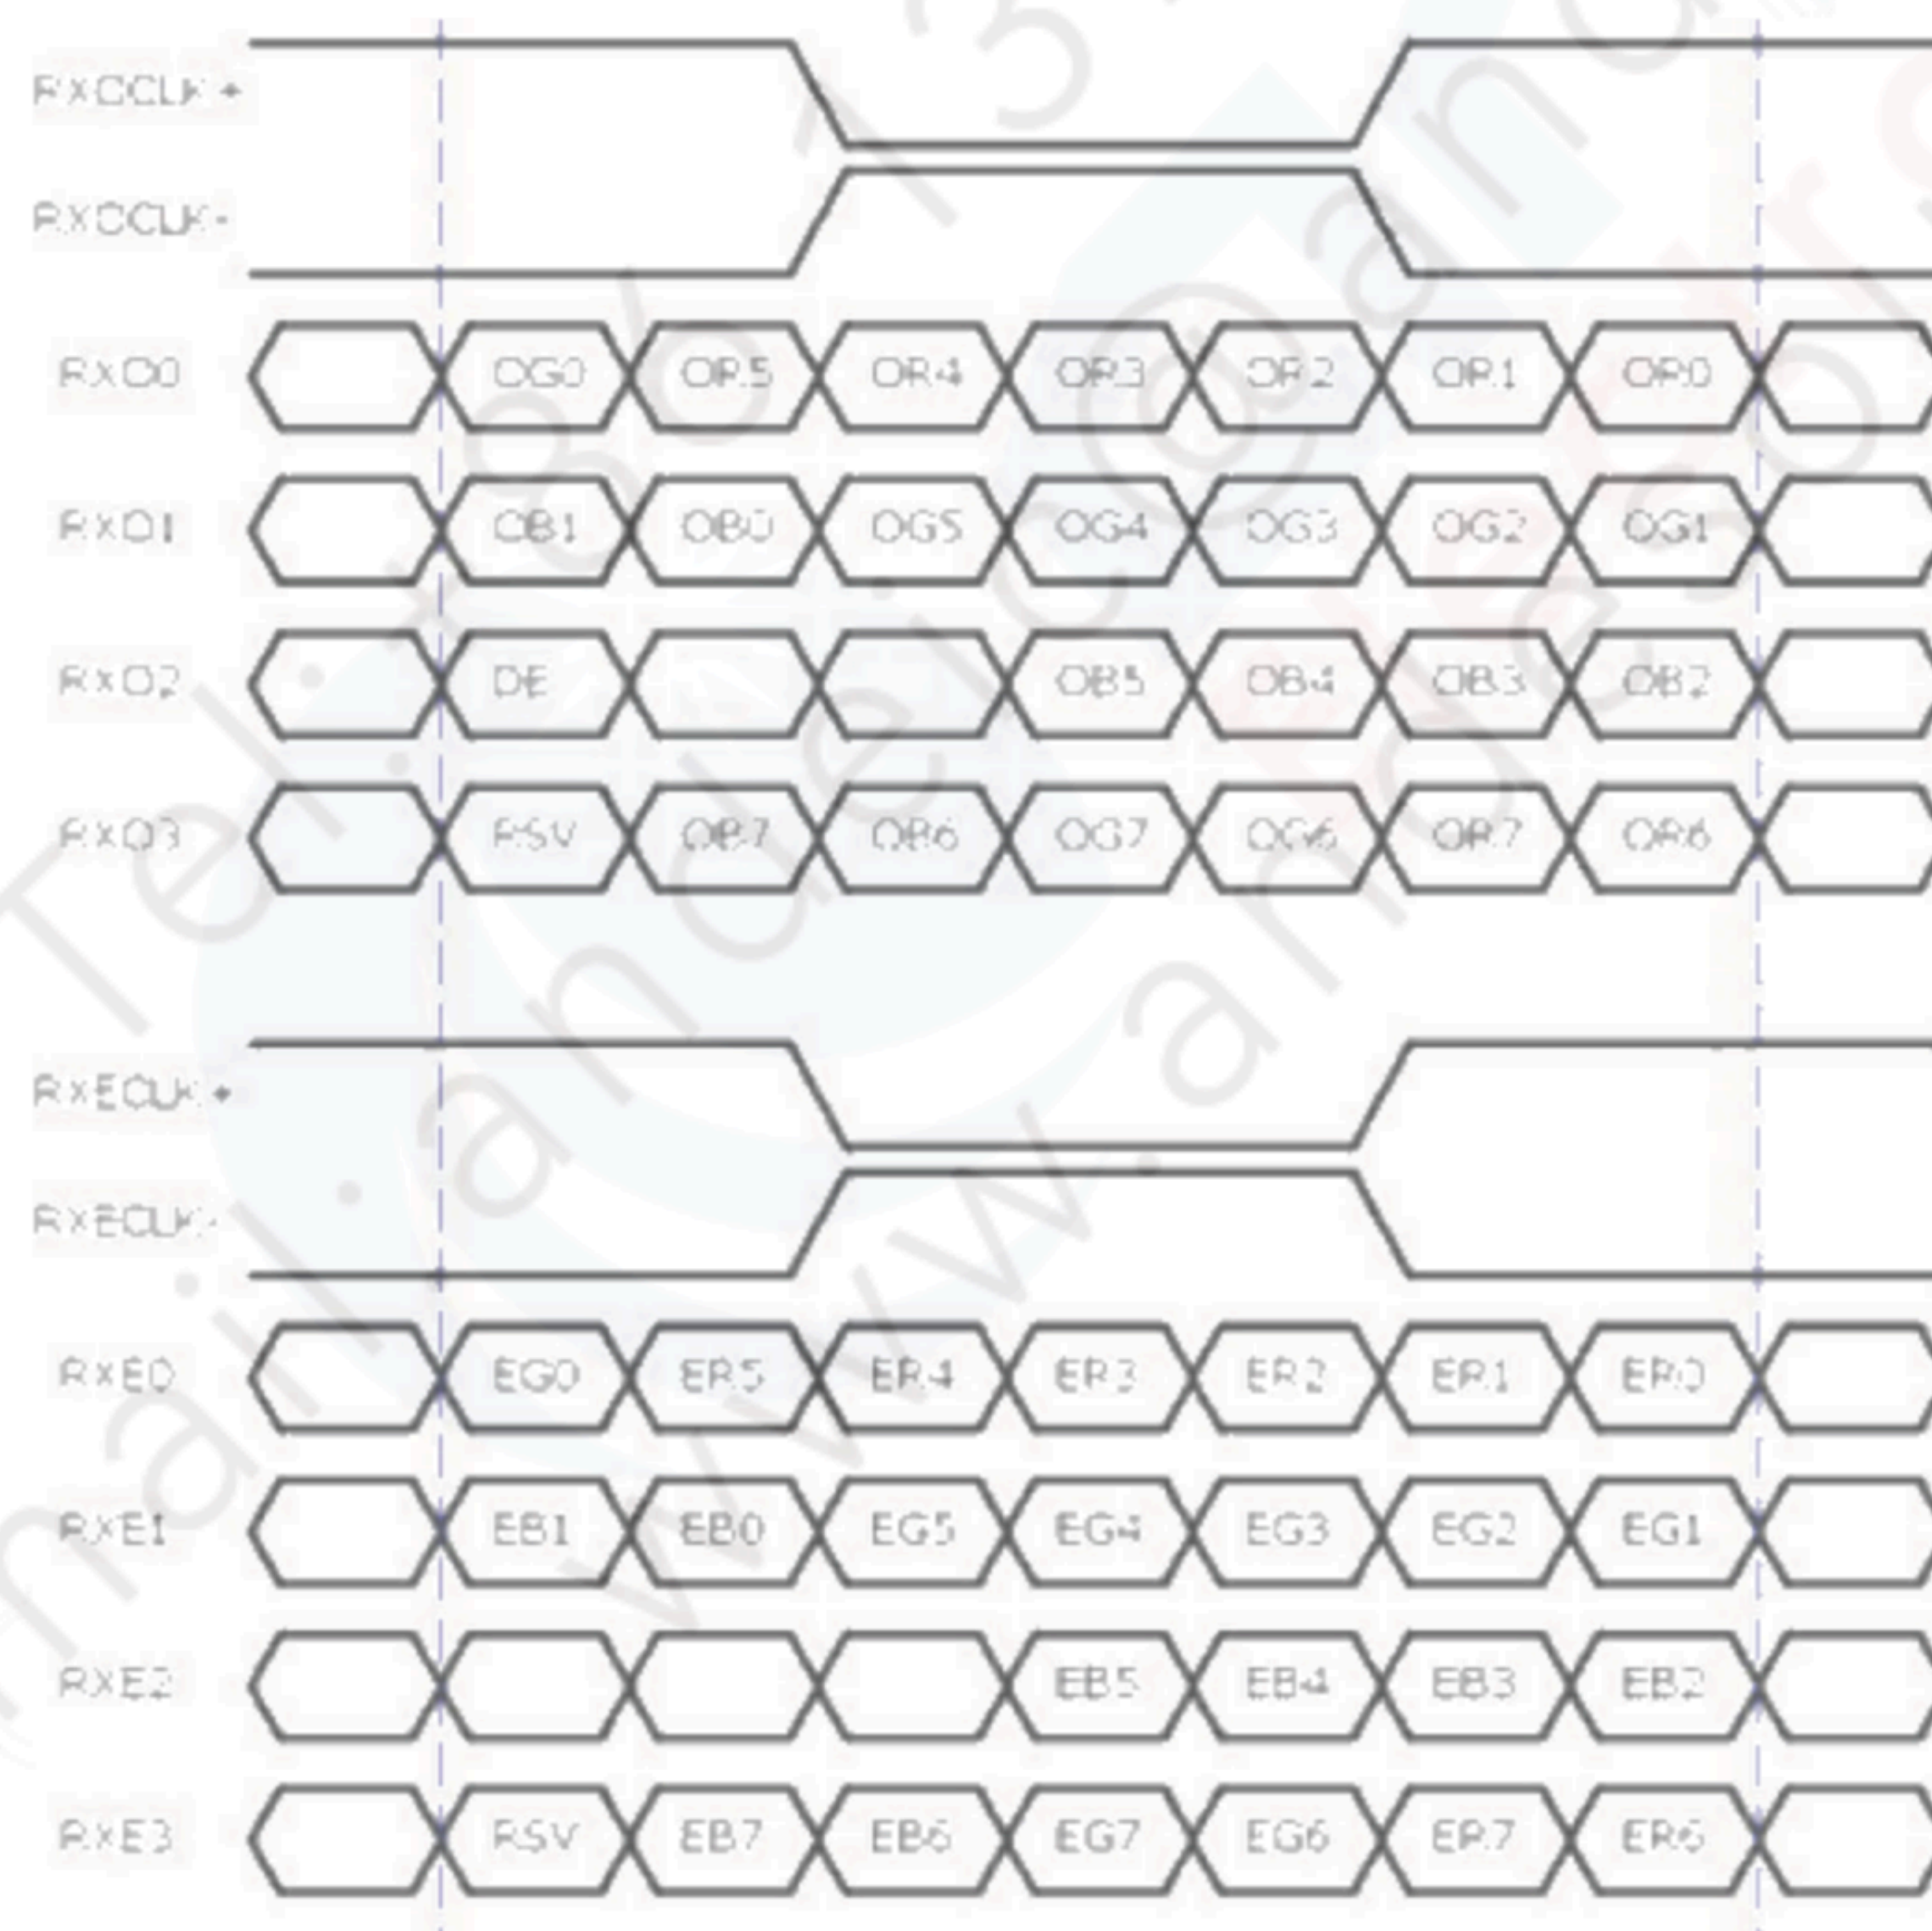 RXOCLK +
RXOCLK -
RXO0 OG0 OR5 OR4 OR3 OR2 OR1 OR0
RXO1 OB1 OB0 OG5 OG4 OG3 OG2 OG1
RXO2 DE OB5 OB4 OB3 OB2
RXO3 RSV OB7 OB6 OG7 OG6 OR7 OR6
RXECLK +
RXECLK -
RXE0 EG0 ER5 ER4 ER3 ER2 ER1 ER0
RXE1 EB1 EB0 EG5 EG4 EG3 EG2 EG1
RXE2 EB5 EB4 EB3 EB2
RXE3 RSV EB7 EB6 EG7 EG6 ER7 ER6